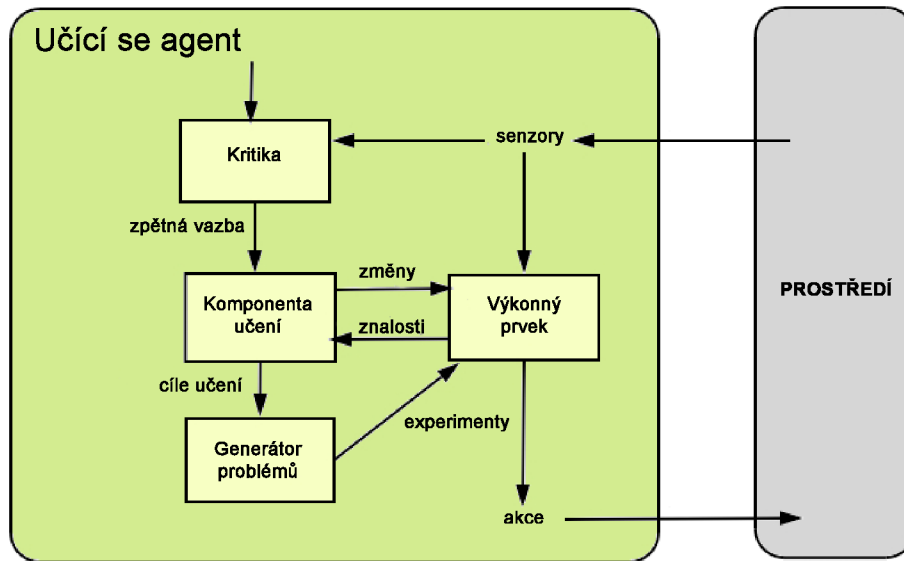 Učící se agent
senzory
Kritika
zpětná vazba
změny
Komponenta
učení
Výkonný
prvek
PROSTŘEDÍ
znalosti
cíle učení
experimenty
Generátor
problémů
akce